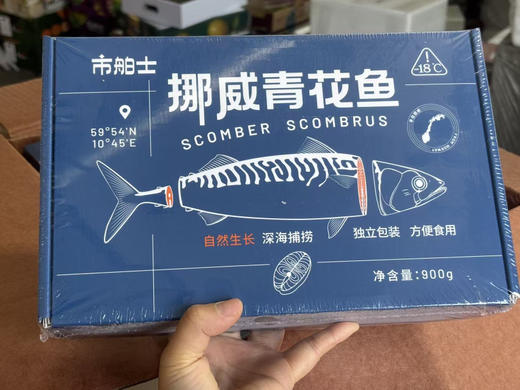 市舶士
挪威青花鱼
-18℃
59°54'N
10°45'E
SCOMBER SCOMBRUS
自然生长 深海捕捞 独立包装 方便食用
净含量:900g